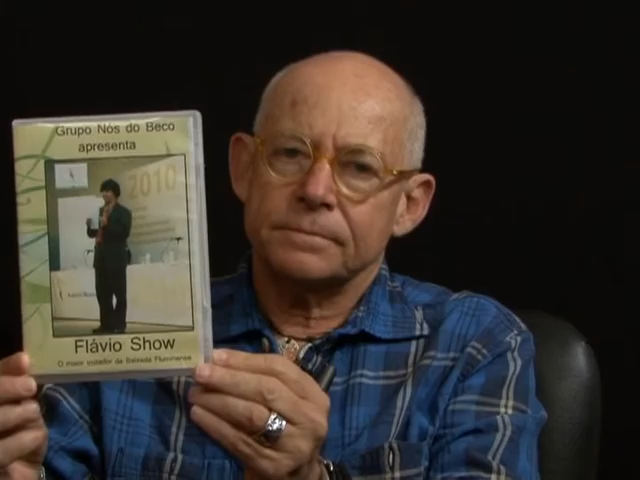 Grupo Nós do Beco
apresenta
2010
Flávio Show
O maior imitador da Baixada Fluminense